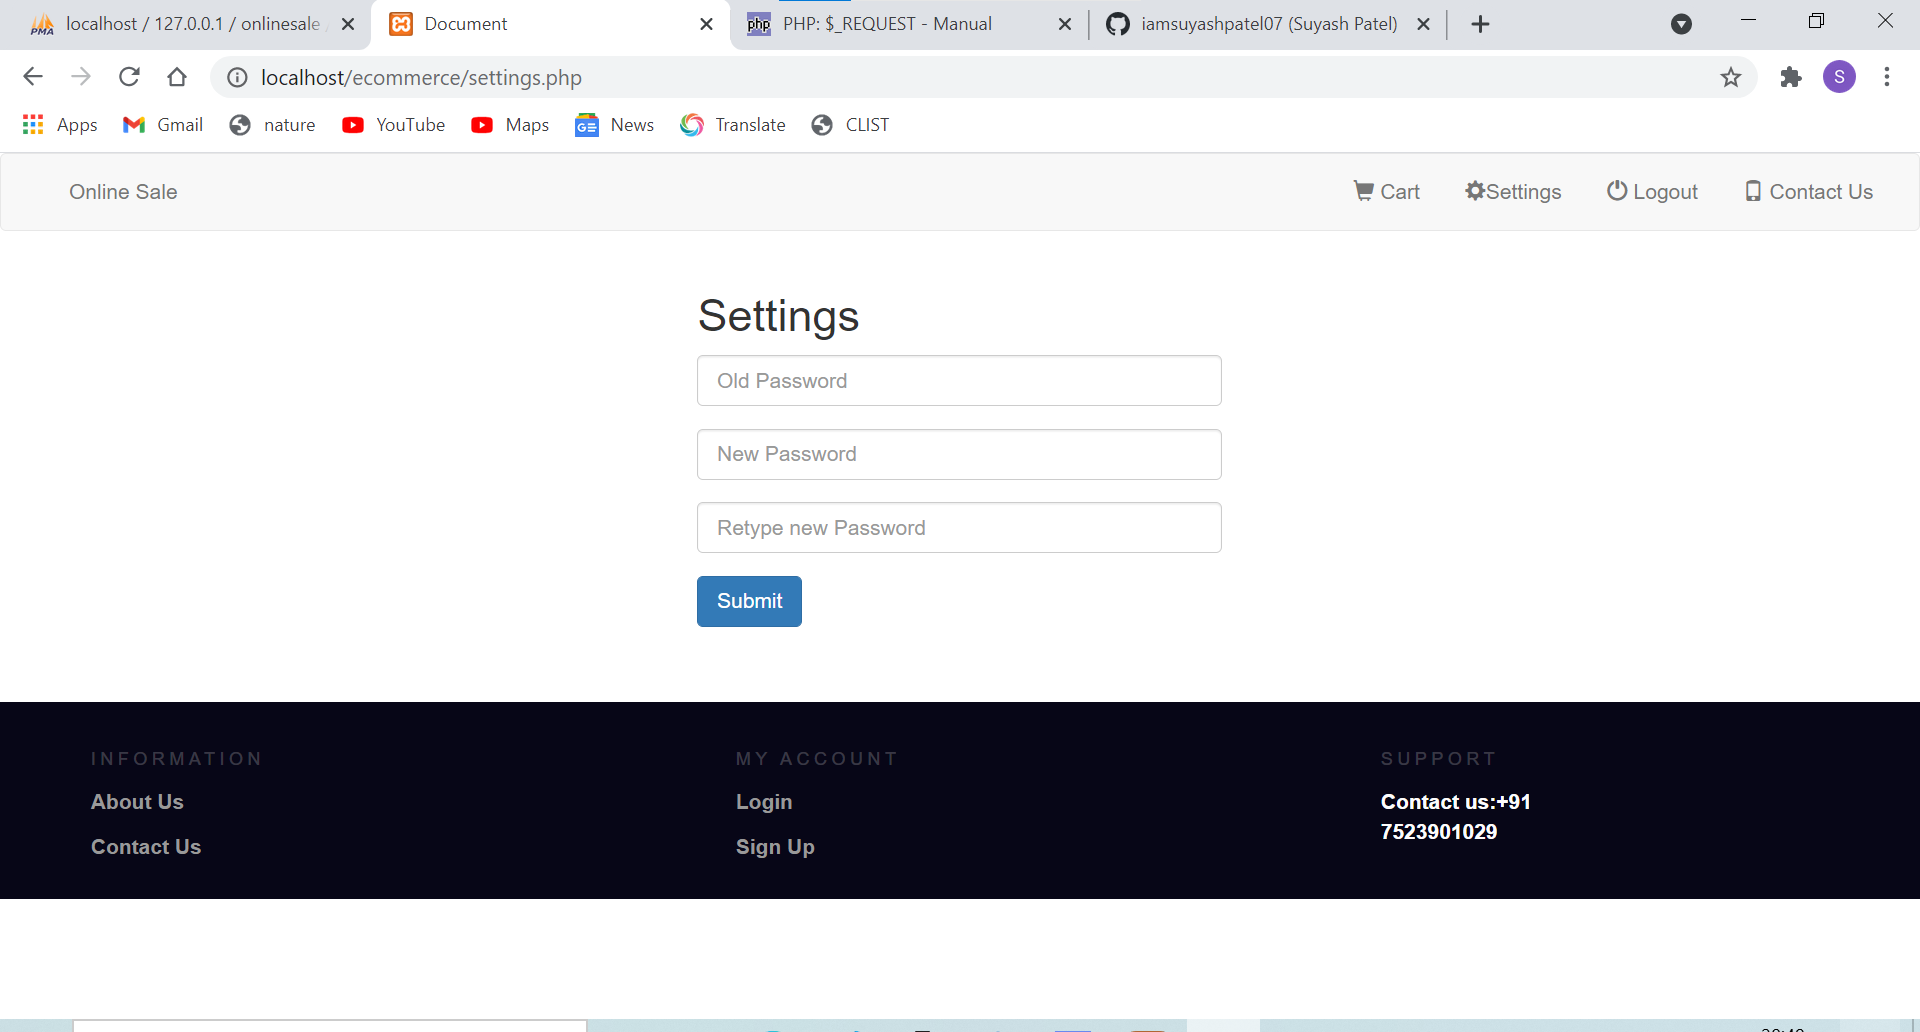 localhost / 127.0.0.1 / onlinesale
Document
PHP: $_REQUEST - Manual
iamsuyashpatel07 (Suyash Patel)
localhost/ecommerce/settings.php
S
Apps
Gmail
nature
YouTube
Maps
News
Translate
CLIST
Online Sale
Cart
Settings
Logout
Contact Us
Settings
Old Password
New Password
Retype new Password
Submit
INFORMATION
About Us
Contact Us
MY ACCOUNT
Login
Sign Up
SUPPORT
Contact us:+91
7523901029